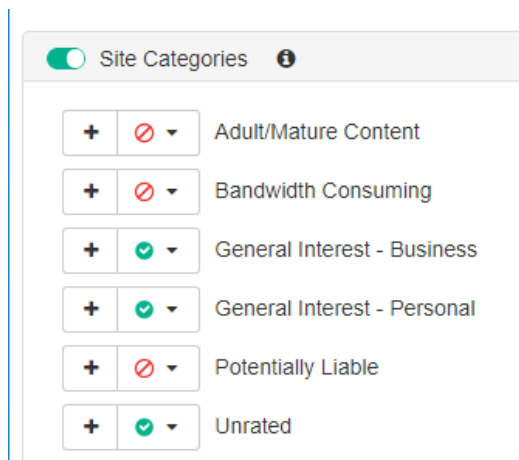 Site Categories
Adult/Mature Content
Bandwidth Consuming
General Interest - Business
General Interest - Personal
Potentially Liable
Unrated